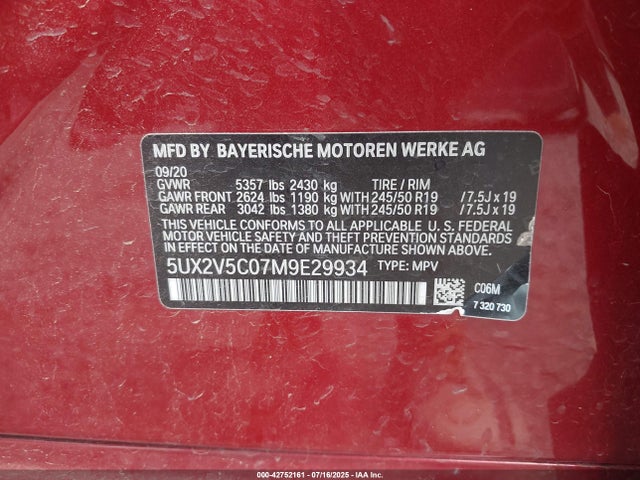 MFD BY BAYERISCHE MOTOREN WERKE AG
09/20
GVWR 5357 lbs 2430 kg TIRE / RIM
GAWR FRONT 2624 lbs 1190 kg WITH 245/50 R19 / 7.5J x 19
GAWR REAR 3042 lbs 1380 kg WITH 245/50 R19 / 7.5J x 19
THIS VEHICLE CONFORMS TO ALL APPLICABLE U. S. FEDERAL
MOTOR VEHICLE SAFETY, BUMPER, AND THEFT PREVENTION
STANDARDS IN EFFECT ON THE DATE OF MANUFACTURE SHOWN ABOVE.
5UX2V5C07M9E29934 TYPE: MPV
C06M
7 320 730
000-42752161 - 07/16/2025 - IAA Inc.